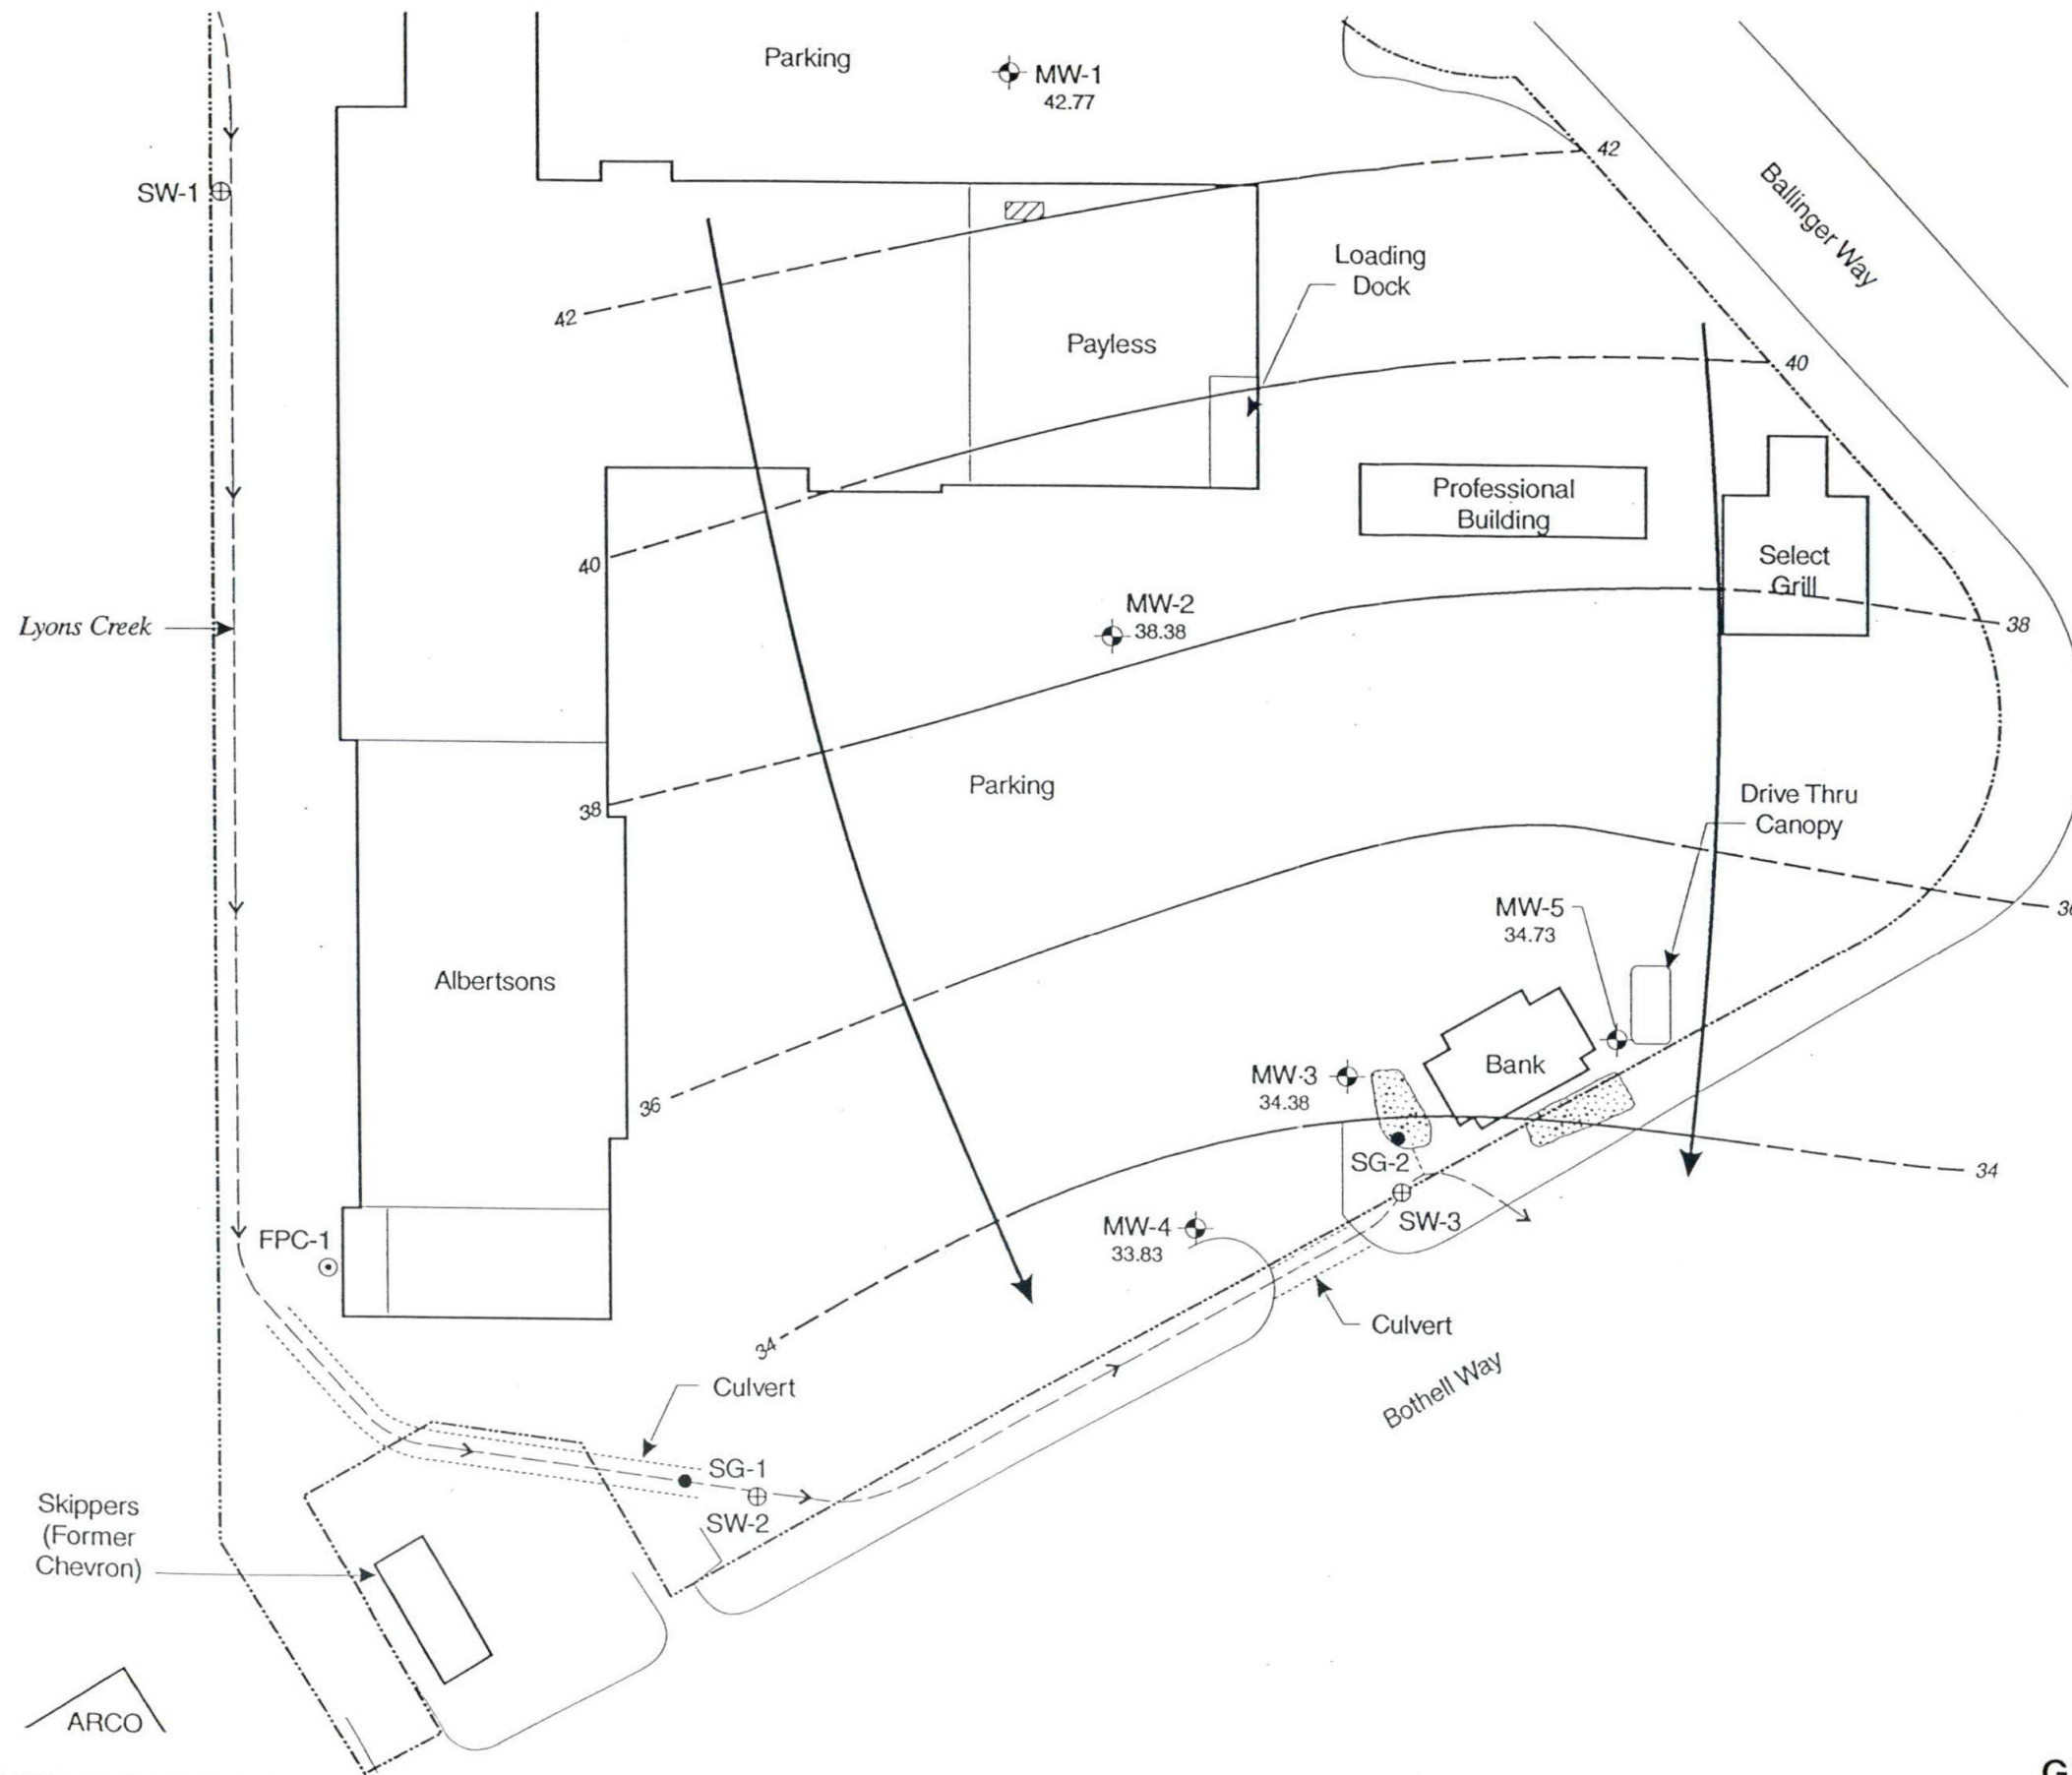 Parking
MW-1
42.77
42
SW-1
Ballinger Way
Loading
Dock
42
Payless
40
Professional
Building
Select
Grill
40
MW-2
38.38
Lyons Creek
38
Parking
38
Drive Thru
Canopy
MW-5
34.73
Albertsons
Bank
MW-3
34.38
36
SG-2
34
SW-3
MW-4
33.83
FPC-1
Culvert
34
Culvert
Bothell Way
SG-1
SW-2
Skippers
(Former
Chevron)
ARCO